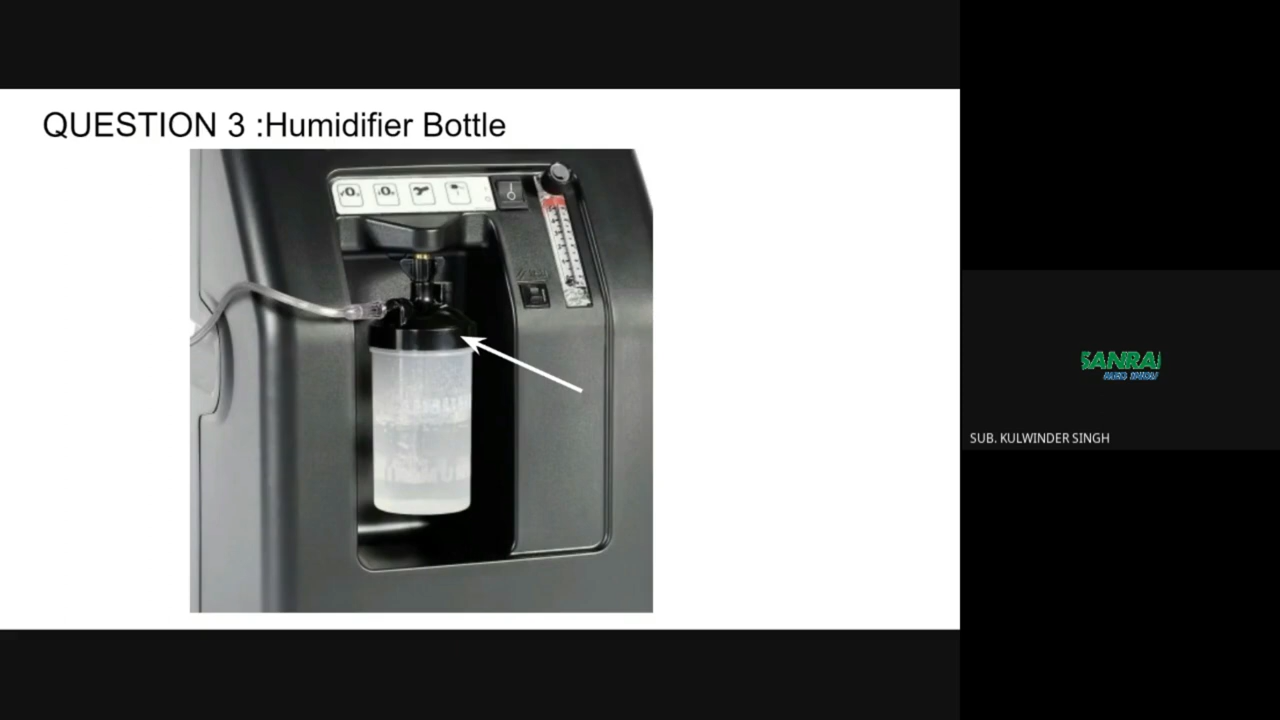 QUESTION 3 :Humidifier Bottle
SANRAI
SUB. KULWINDER SINGH